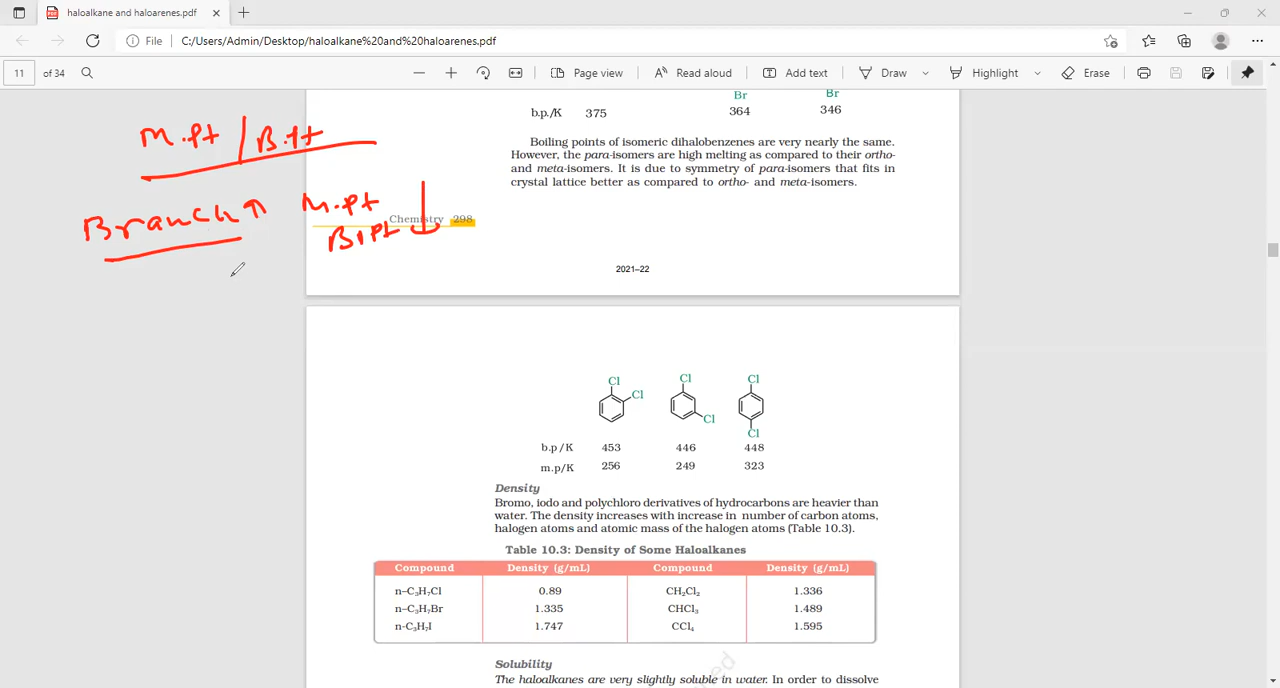 haloalkane and haloarenes.pdf
File C:/Users/Admin/Desktop/haloalkane%20and%20haloarenes.pdf
11 of 34 Page view Read aloud Add text Draw Highlight Erase
Br Br
b.p./K 375 364 346
M.Pt B.Pt
Boiling points of isomeric dihalobenzenes are very nearly the same.
However, the para-isomers are high melting as compared to their ortho-
and meta-isomers. It is due to symmetry of para-isomers that fits in
crystal lattice better as compared to ortho- and meta-isomers.
Branch ↑ M.Pt
B.Pt ↓
Chemistry 298
2021–22
Cl Cl Cl
Cl Cl Cl
b.p/K 453 446 448
m.p/K 256 249 323
Density
Bromo, iodo and polychloro derivatives of hydrocarbons are heavier than
water. The density increases with increase in number of carbon atoms,
halogen atoms and atomic mass of the halogen atoms (Table 10.3).
Table 10.3: Density of Some Haloalkanes
Compound Density (g/mL) Compound Density (g/mL)
n–C₃H₇Cl 0.89 CH₂Cl₂ 1.336
n–C₃H₇Br 1.335 CHCl₃ 1.489
n-C₃H₇I 1.747 CCl₄ 1.595
Solubility
The haloalkanes are very slightly soluble in water. In order to dissolve